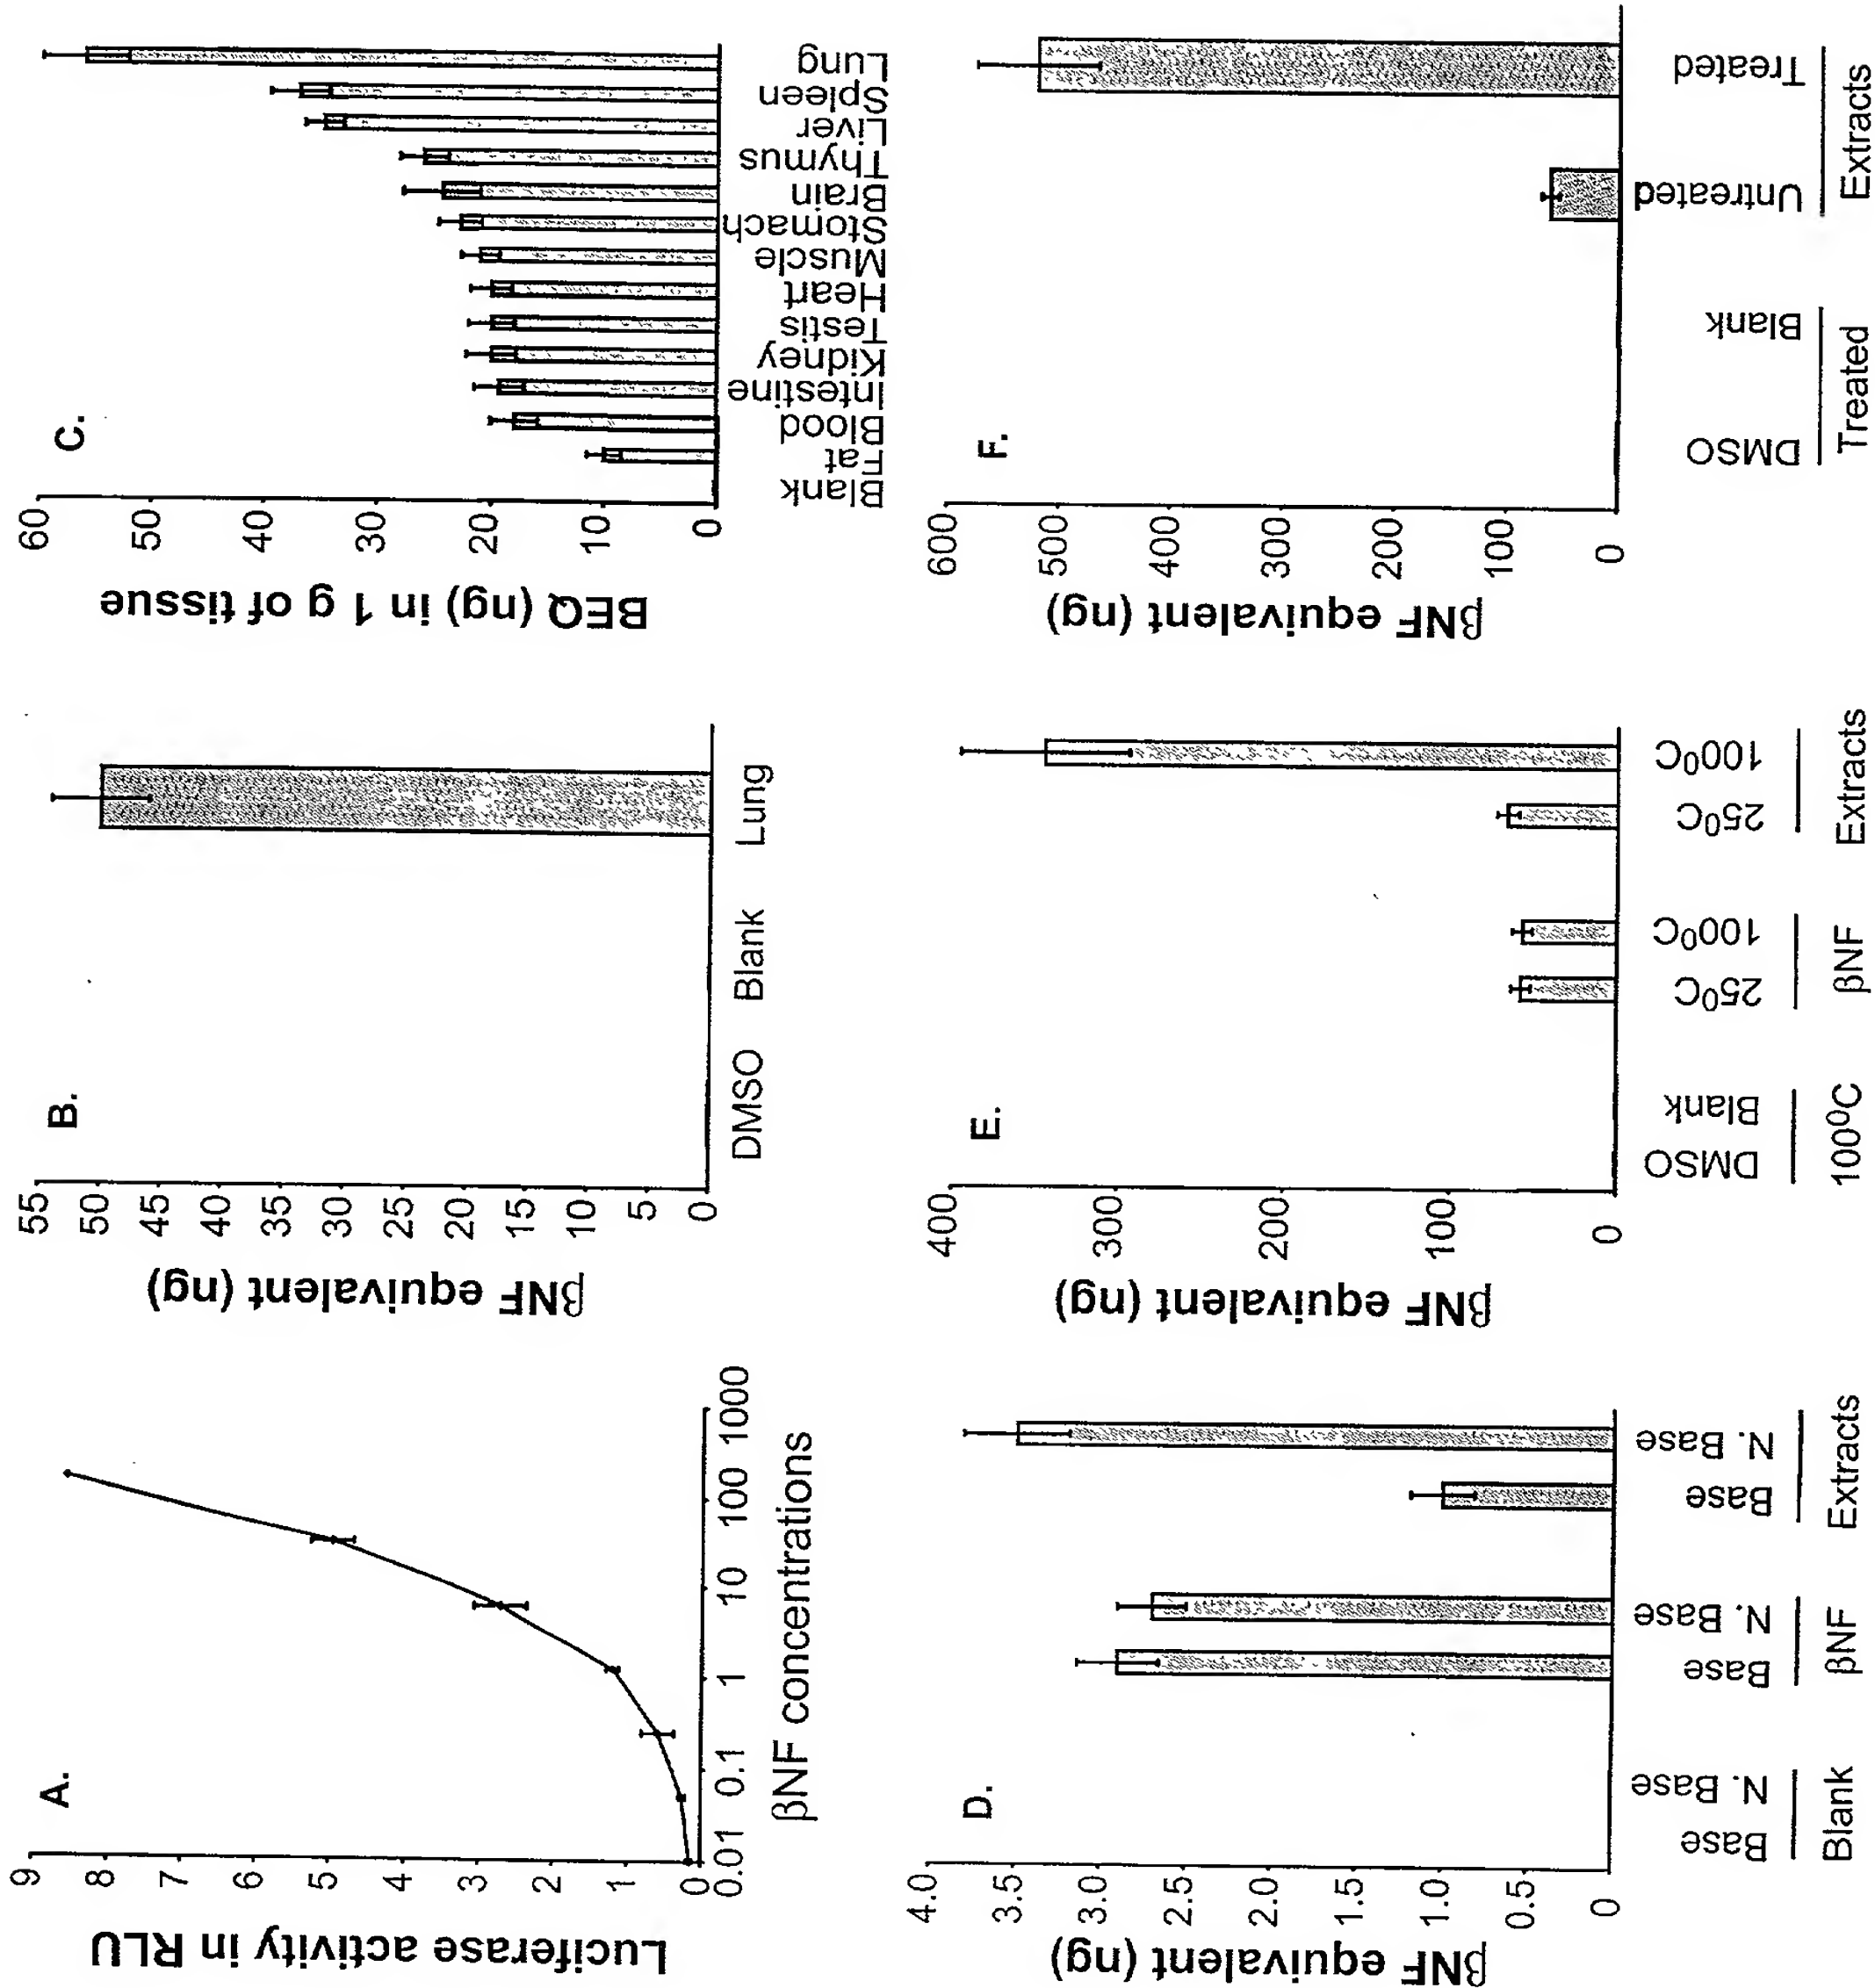 A.
Luciferase activity in RLU
9
8
7
6
5
4
3
2
1
0
0.01 0.1 1 10 100 1000
βNF concentrations
B.
βNF equivalent (ng)
55
50
45
40
35
30
25
20
15
10
5
0
DMSO Blank Lung
C.
BEQ (ng) in 1 g of tissue
60
50
40
30
20
10
0
Blank
Fat
Blood
Intestine
Kidney
Testis
Heart
Muscle
Stomach
Brain
Thymus
Liver
Spleen
Lung
D.
βNF equivalent (ng)
4.0
3.5
3.0
2.5
2.0
1.5
1.0
0.5
0
Base N. Base Base N. Base Base N. Base
Blank βNF Extracts
E.
βNF equivalent (ng)
400
300
200
100
0
DMSO Blank 25⁰C 100⁰C 25⁰C 100⁰C
100⁰C βNF Extracts
F.
βNF equivalent (ng)
600
500
400
300
200
100
0
DMSO Blank Untreated Treated
Treated Extracts